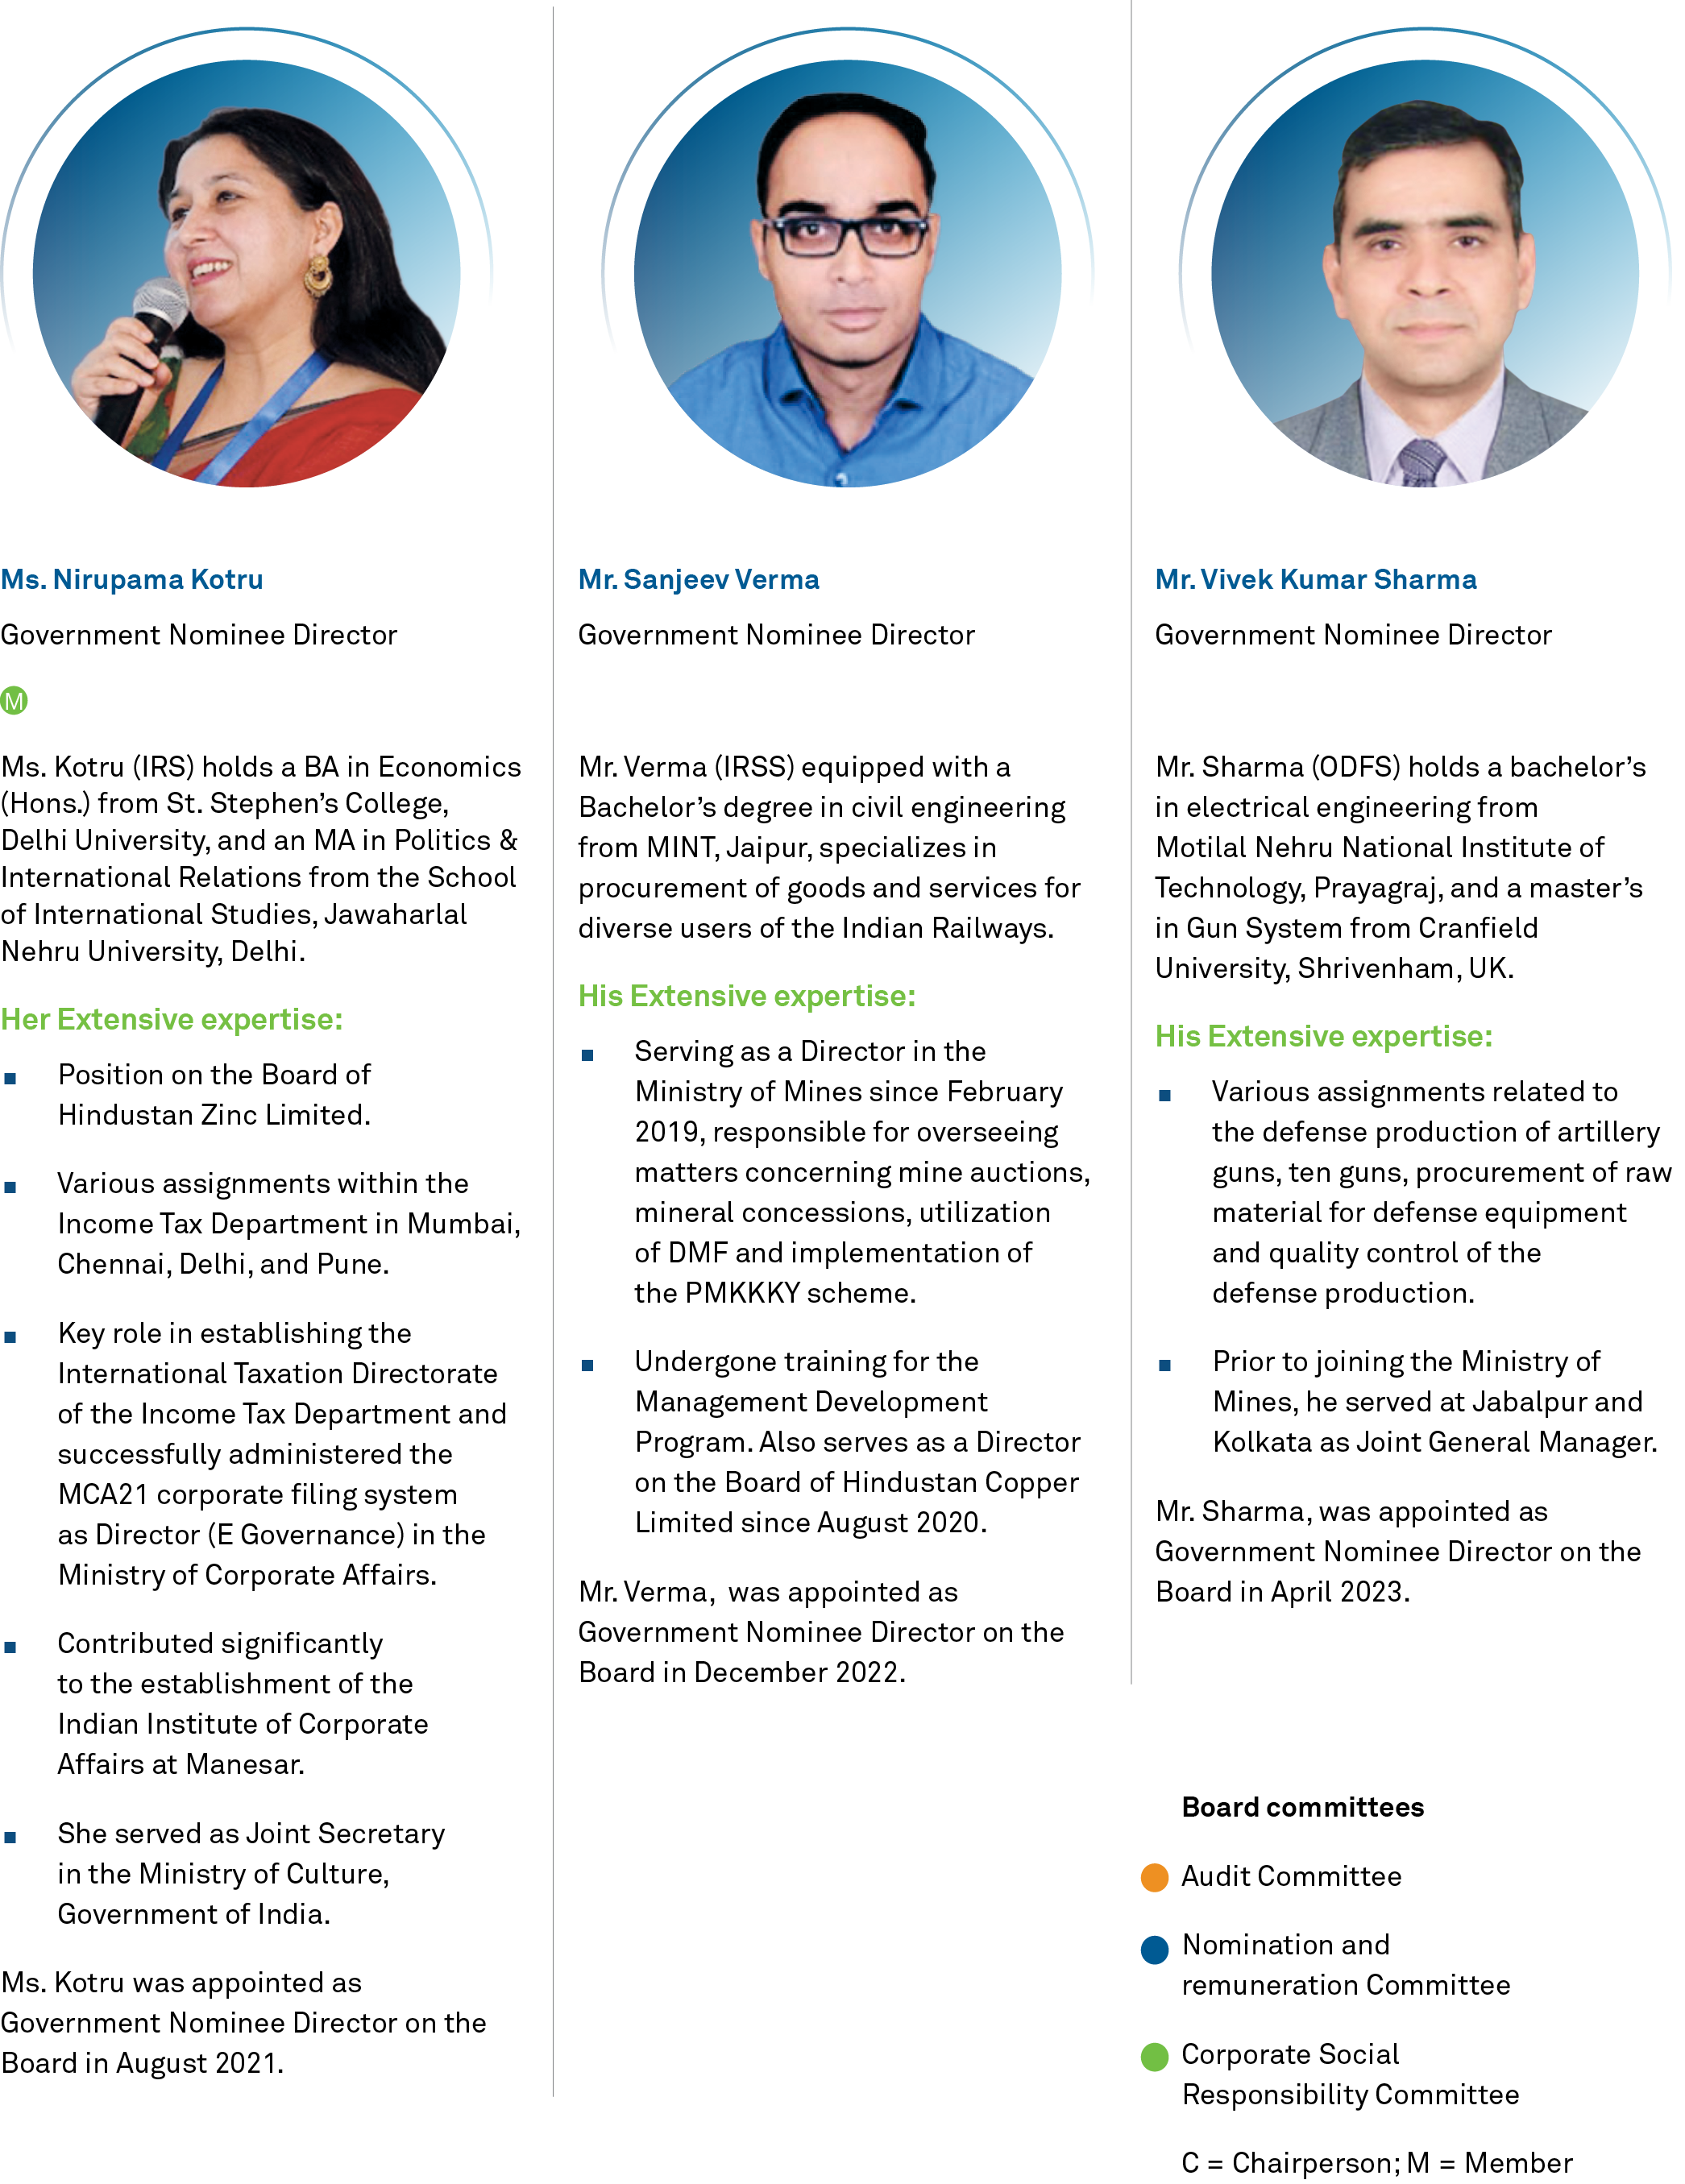 Ms. Nirupama Kotru
Government Nominee Director
M
Ms. Kotru (IRS) holds a BA in Economics
(Hons.) from St. Stephen’s College,
Delhi University, and an MA in Politics &
International Relations from the School
of International Studies, Jawaharlal
Nehru University, Delhi.
Her Extensive expertise:
Position on the Board of
Hindustan Zinc Limited.
Various assignments within the
Income Tax Department in Mumbai,
Chennai, Delhi, and Pune.
Key role in establishing the
International Taxation Directorate
of the Income Tax Department and
successfully administered the
MCA21 corporate filing system
as Director (E Governance) in the
Ministry of Corporate Affairs.
Contributed significantly
to the establishment of the
Indian Institute of Corporate
Affairs at Manesar.
She served as Joint Secretary
in the Ministry of Culture,
Government of India.
Ms. Kotru was appointed as
Government Nominee Director on the
Board in August 2021.
Mr. Sanjeev Verma
Government Nominee Director
Mr. Verma (IRSS) equipped with a
Bachelor’s degree in civil engineering
from MINT, Jaipur, specializes in
procurement of goods and services for
diverse users of the Indian Railways.
His Extensive expertise:
Serving as a Director in the
Ministry of Mines since February
2019, responsible for overseeing
matters concerning mine auctions,
mineral concessions, utilization
of DMF and implementation of
the PMKKKY scheme.
Undergone training for the
Management Development
Program. Also serves as a Director
on the Board of Hindustan Copper
Limited since August 2020.
Mr. Verma, was appointed as
Government Nominee Director on the
Board in December 2022.
Mr. Vivek Kumar Sharma
Government Nominee Director
Mr. Sharma (ODFS) holds a bachelor’s
in electrical engineering from
Motilal Nehru National Institute of
Technology, Prayagraj, and a master’s
in Gun System from Cranfield
University, Shrivenham, UK.
His Extensive expertise:
Various assignments related to
the defense production of artillery
guns, ten guns, procurement of raw
material for defense equipment
and quality control of the
defense production.
Prior to joining the Ministry of
Mines, he served at Jabalpur and
Kolkata as Joint General Manager.
Mr. Sharma, was appointed as
Government Nominee Director on the
Board in April 2023.
Board committees
Audit Committee
Nomination and
remuneration Committee
Corporate Social
Responsibility Committee
C = Chairperson; M = Member